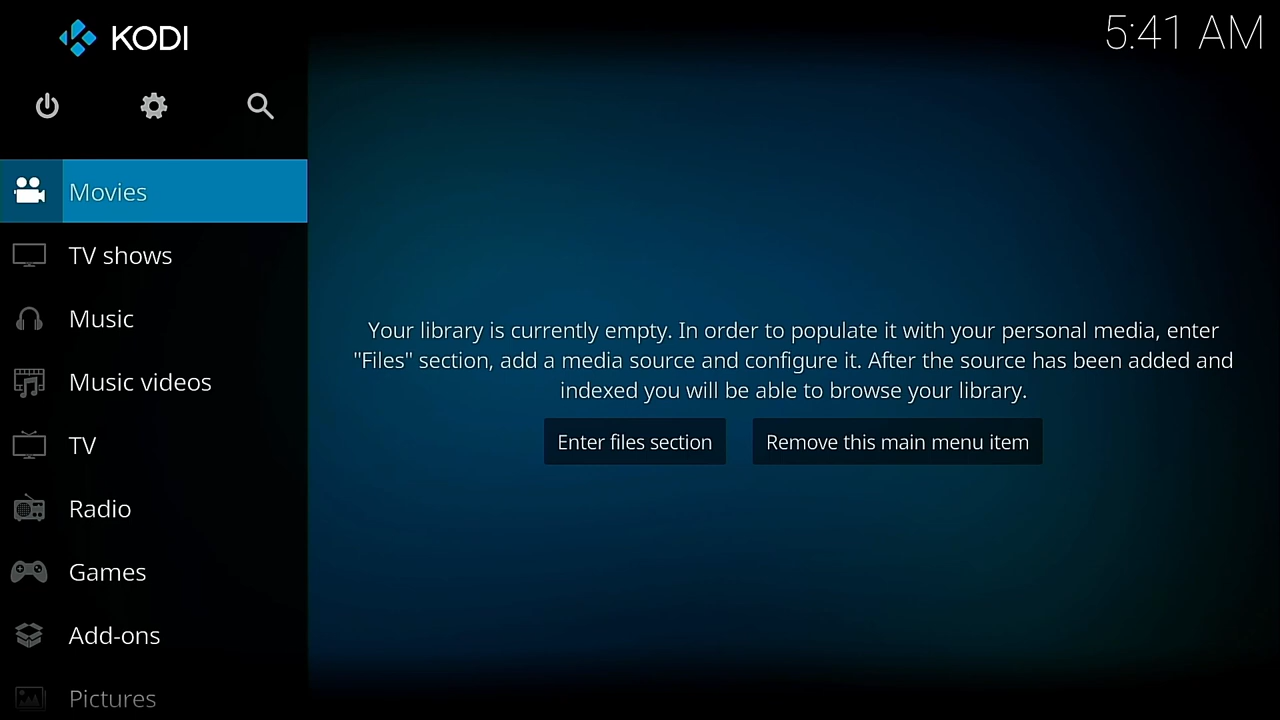 KODI
5:41 AM
Movies
TV shows
Music
Music videos
TV
Radio
Games
Add-ons
Pictures
Your library is currently empty. In order to populate it with your personal media, enter
"Files" section, add a media source and configure it. After the source has been added and
indexed you will be able to browse your library.
Enter files section
Remove this main menu item